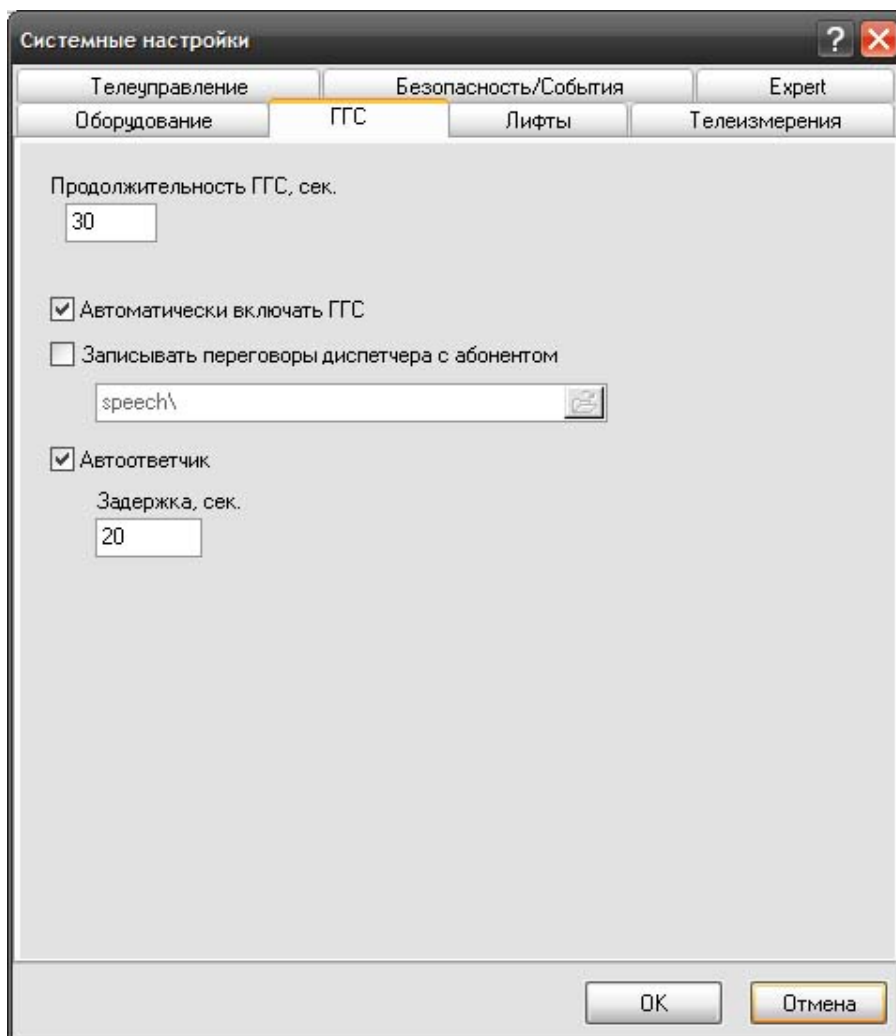 Системные настройки
Телеуправление Безопасность/События Expert
Оборудование ГГС Лифты Телеизмерения
Продолжительность ГГС, сек.
30
Автоматически включать ГГС
Записывать переговоры диспетчера с абонентом
speech\
Автоответчик
Задержка, сек.
20
OK Отмена